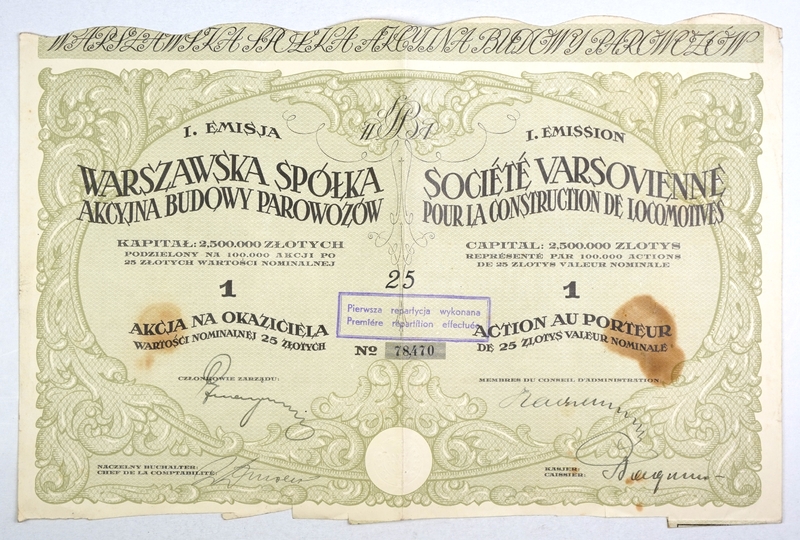 WARSZAWSKA SPÓŁKA AKCYJNA BUDOWY PAROWOZÓW
I. EMISJA
WARSZAWSKA SPÓŁKA
AKCYJNA BUDOWY PAROWOZÓW
KAPITAŁ: 2,500.000 ZŁOTYCH
PODZIELONY NA 100.000 AKCJI PO
25 ZŁOTYCH WARTOŚCI NOMINALNEJ
1
AKCJA NA OKAZICIELA
WARTOŚCI NOMINALNEJ 25 ZŁOTYCH
CZŁONKOWIE ZARZĄDU:
NACZELNY BUCHALTER:
CHEF DE LA COMPTABILITÉ:
25
Pierwsza repartycja wykonana
Première répartition effectuée
No 78,470
I. EMISSION
SOCIÉTÉ VARSOVIENNE
POUR LA CONSTRUCTION DE LOCOMOTIVES
CAPITAL: 2,500.000 ZLOTYS
REPRÉSENTÉ PAR 100.000 ACTIONS
DE 25 ZLOTYS VALEUR NOMINALE
1
ACTION AU PORTEUR
DE 25 ZLOTYS VALEUR NOMINALE
MEMBRES DU CONSEIL D'ADMINISTRATION:
KASJER:
CAISSIER: